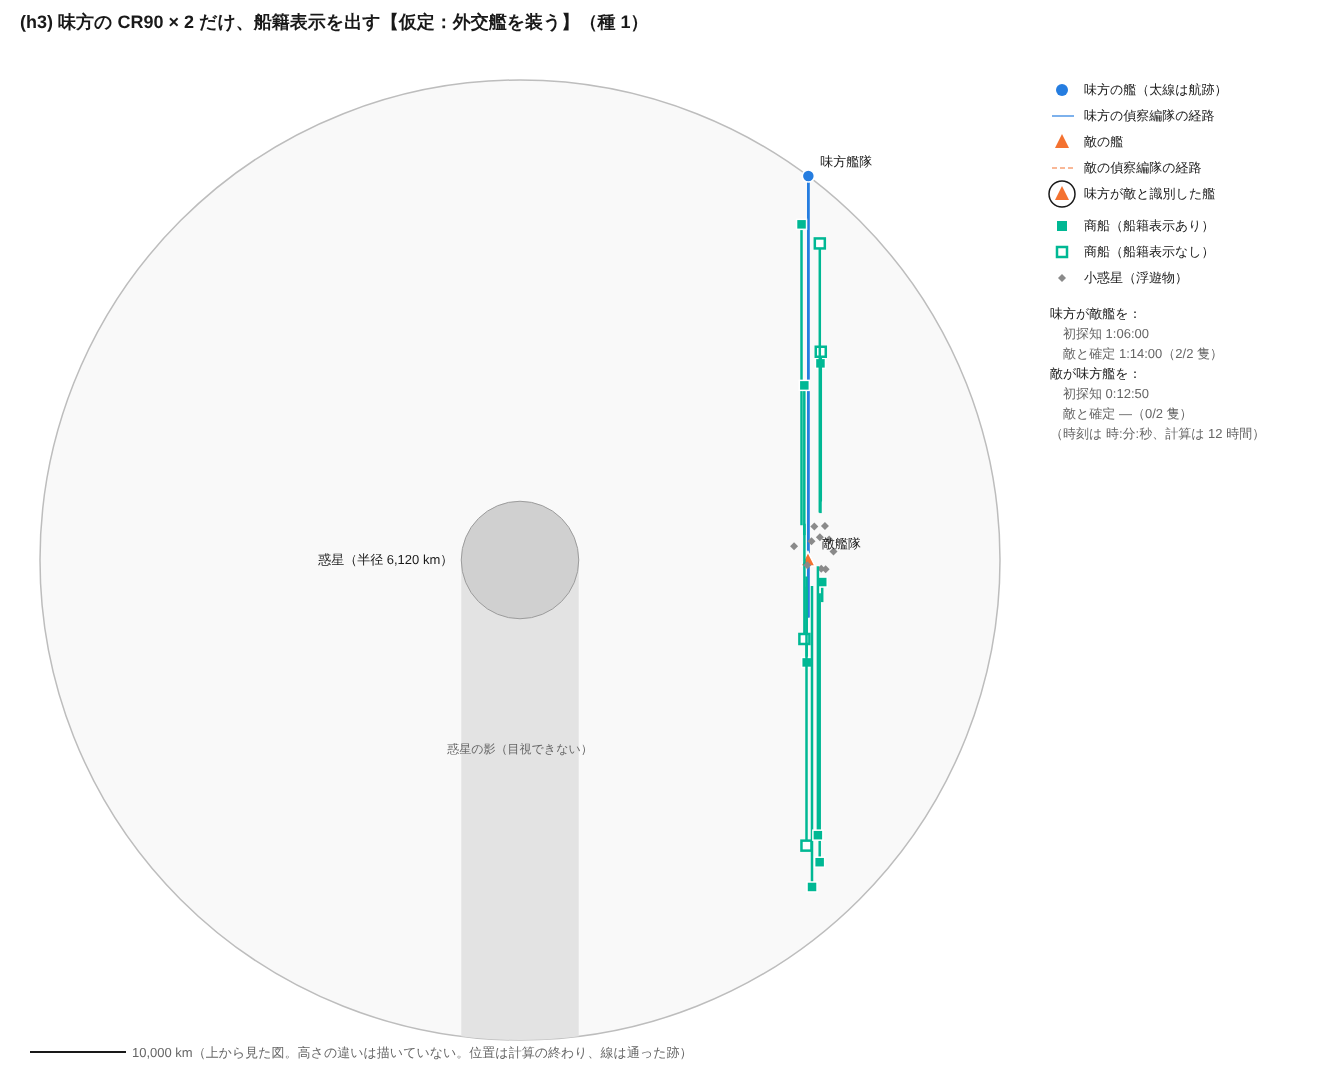 (h3) 味方の CR90 × 2 だけ、船籍表示を出す【仮定：外交艦を装う】（種 1）
味方の艦（太線は航跡）
味方の偵察編隊の経路
敵の艦
敵の偵察編隊の経路
味方が敵と識別した艦
商船（船籍表示あり）
商船（船籍表示なし）
小惑星（浮遊物）
味方が敵艦を：
初探知 1:06:00
敵と確定 1:14:00（2/2 隻）
敵が味方艦を：
初探知 0:12:50
敵と確定 —（0/2 隻）
（時刻は 時:分:秒、計算は 12 時間）
味方艦隊
敵艦隊
惑星（半径 6,120 km）
惑星の影（目視できない）
10,000 km（上から見た図。高さの違いは描いていない。位置は計算の終わり、線は通った跡）